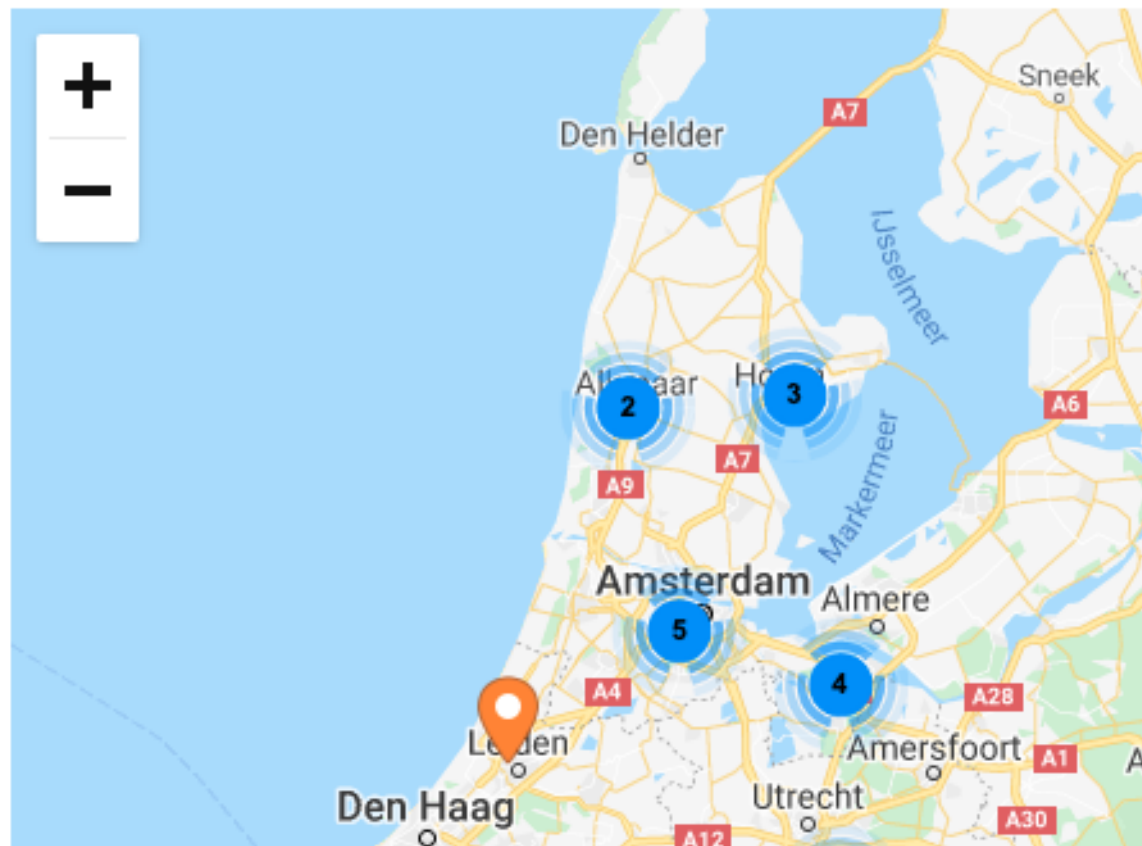 Sneek
A7
Den Helder
IJsselmeer
2
3
A6
A7
A9
Markermeer
Amsterdam
Almere
5
4
A4
A28
Amersfoort
A1
Utrecht
Den Haag
A30
A12